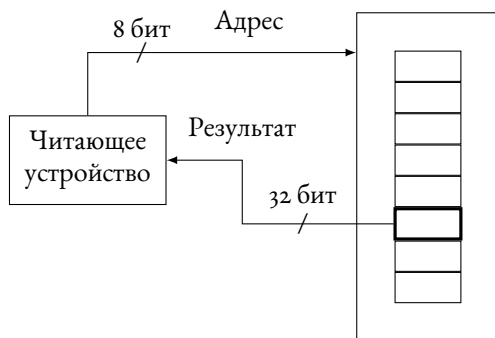 8 бит
Адрес
Читающее
устройство
Результат
32 бит